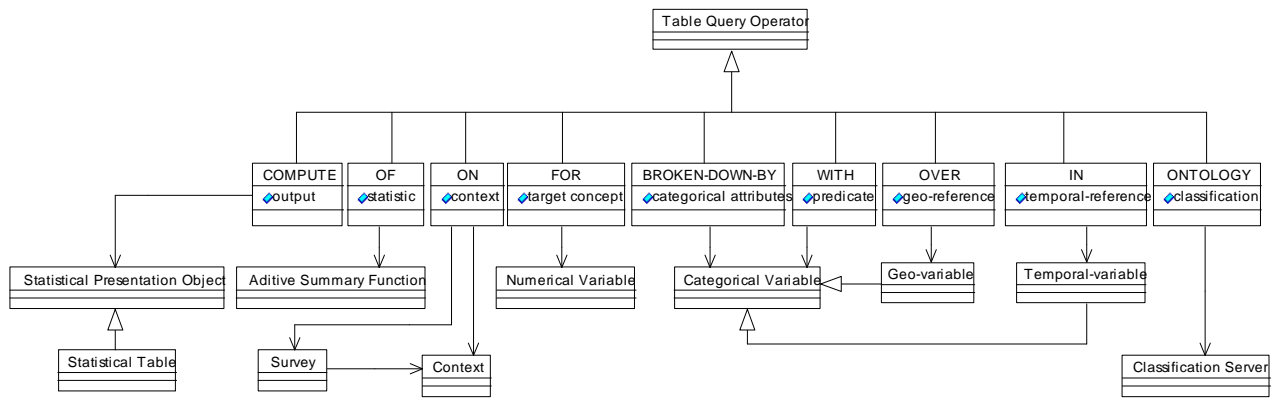 Table Query Operator
COMPUTE
output
OF
statistic
ON
context
FOR
target concept
BROKEN-DOWN-BY
categorical attributes
WITH
predicate
OVER
geo-reference
IN
temporal-reference
ONTOLOGY
classification
Statistical Presentation Object
Aditive Summary Function
Numerical Variable
Categorical Variable
Geo-variable
Temporal-variable
Statistical Table
Survey
Context
Classification Server